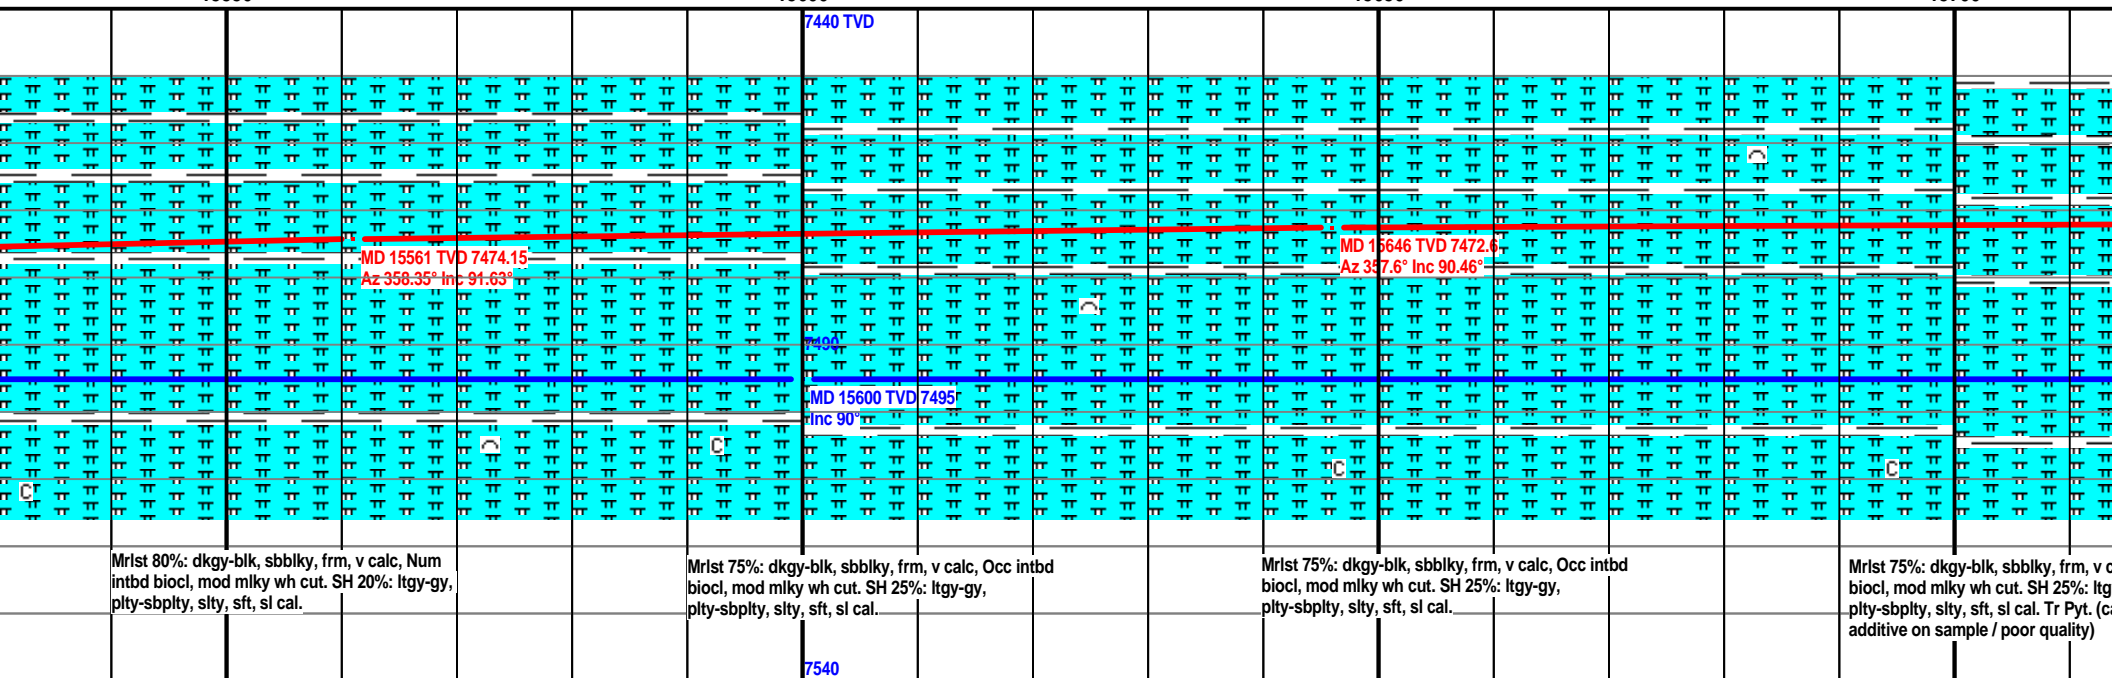 7440 TVD
MD 15561 TVD 7474.15
Az 358.35° Inc 91.63°
MD 15646 TVD 7472.6
Az 357.6° Inc 90.46°
7490
MD 15600 TVD 7495
Inc 90°
C
C
C
C
Mrlst 80%: dkgy-blk, sbblky, frm, v calc, Num
intbd biocl, mod mlky wh cut. SH 20%: ltgy-gy,
plty-sbplty, slty, sft, sl cal.
Mrlst 75%: dkgy-blk, sbblky, frm, v calc, Occ intbd
biocl, mod mlky wh cut. SH 25%: ltgy-gy,
plty-sbplty, slty, sft, sl cal.
Mrlst 75%: dkgy-blk, sbblky, frm, v calc, Occ intbd
biocl, mod mlky wh cut. SH 25%: ltgy-gy,
plty-sbplty, slty, sft, sl cal.
Mrlst 75%: dkgy-blk, sbblky, frm, v
biocl, mod mlky wh cut. SH 25%:
plty-sbplty, slty, sft, sl cal. Tr Pyt.
additive on sample / poor quality)
7540